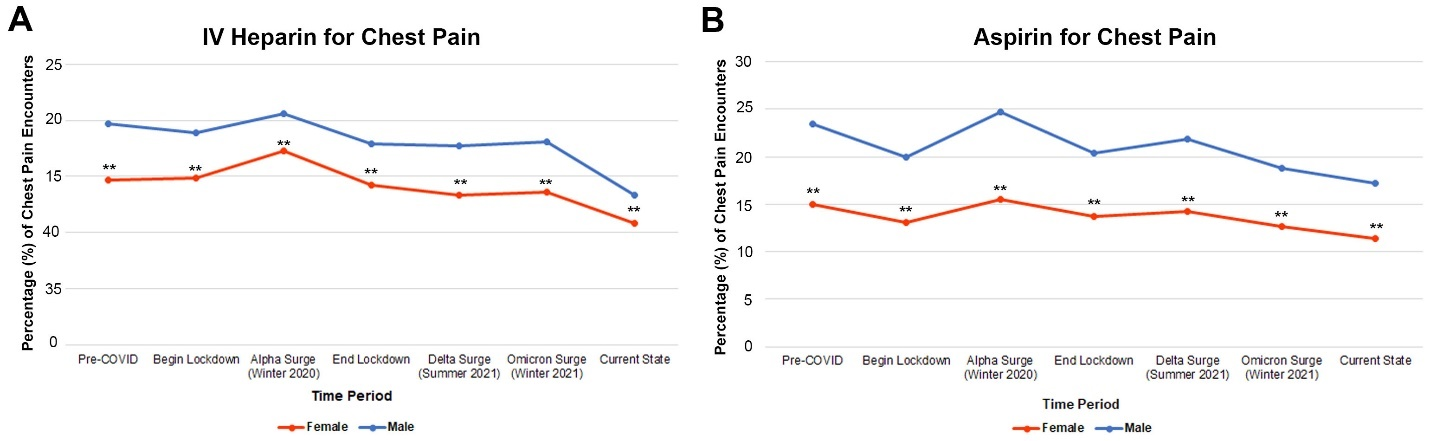 A
IV Heparin for Chest Pain
Percentage (%) of Chest Pain Encounters
25
20
15
40
35
0
**
**
**
**
**
**
**
Pre-COVID
Begin Lockdown
Alpha Surge
(Winter 2020)
End Lockdown
Delta Surge
(Summer 2021)
Omicron Surge
(Winter 2021)
Current State
Time Period
Female
Male
B
Aspirin for Chest Pain
Percentage (%) of Chest Pain Encounters
30
25
20
15
10
5
0
**
**
**
**
**
**
**
Pre-COVID
Begin Lockdown
Alpha Surge
(Winter 2020)
End Lockdown
Delta Surge
(Summer 2021)
Omicron Surge
(Winter 2021)
Current State
Time Period
Female
Male